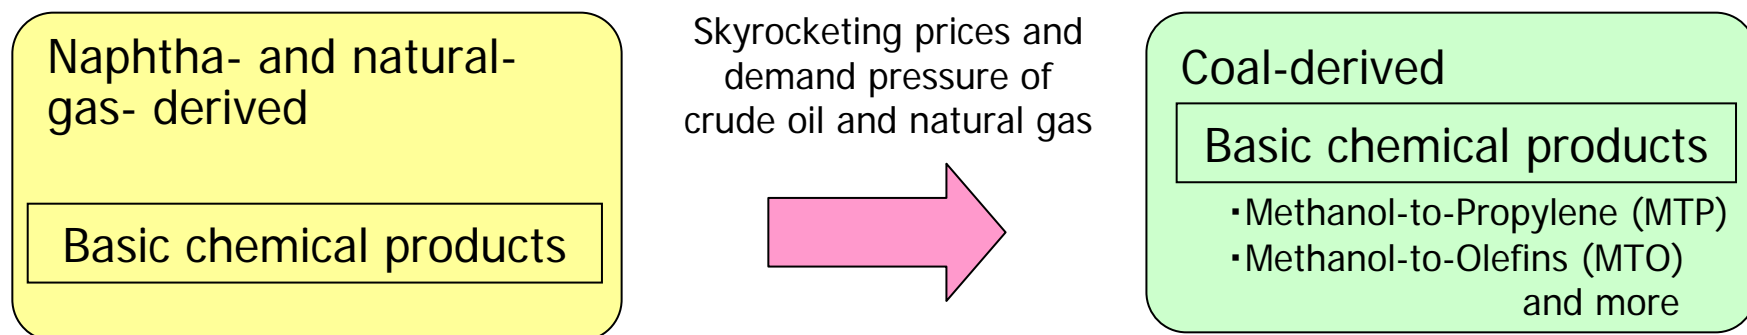 Naphtha- and natural-
gas- derived
Basic chemical products
Skyrocketing prices and
demand pressure of
crude oil and natural gas
Coal-derived
Basic chemical products
・Methanol-to-Propylene (MTP)
・Methanol-to-Olefins (MTO)
and more